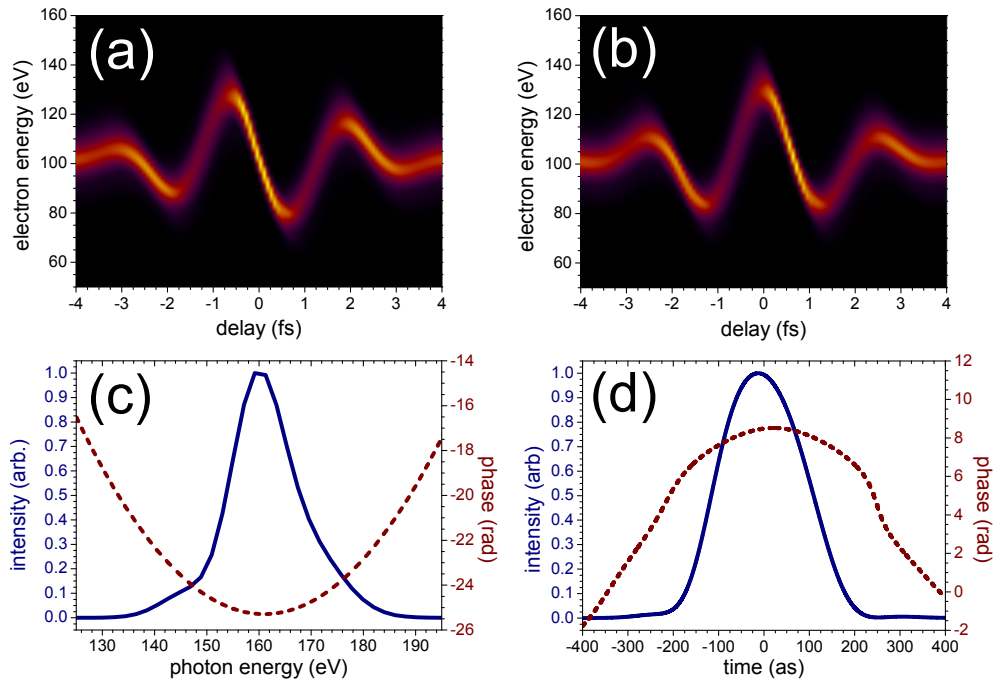 (a)
electron energy (eV)
160
140
120
100
80
60
-4 -3 -2 -1 0 1 2 3 4
delay (fs)
(b)
electron energy (eV)
160
140
120
100
80
60
-4 -3 -2 -1 0 1 2 3 4
delay (fs)
(c)
intensity (arb.)
1.0
0.9
0.8
0.7
0.6
0.5
0.4
0.3
0.2
0.1
0.0
130 140 150 160 170 180 190
photon energy (eV)
-14
-16
-18
-20
-22
-24
-26
phase (rad)
(d)
intensity (arb)
1.0
0.9
0.8
0.7
0.6
0.5
0.4
0.3
0.2
0.1
0.0
-400 -300 -200 -100 0 100 200 300 400
time (as)
12
10
8
6
4
2
0
-2
phase (rad)